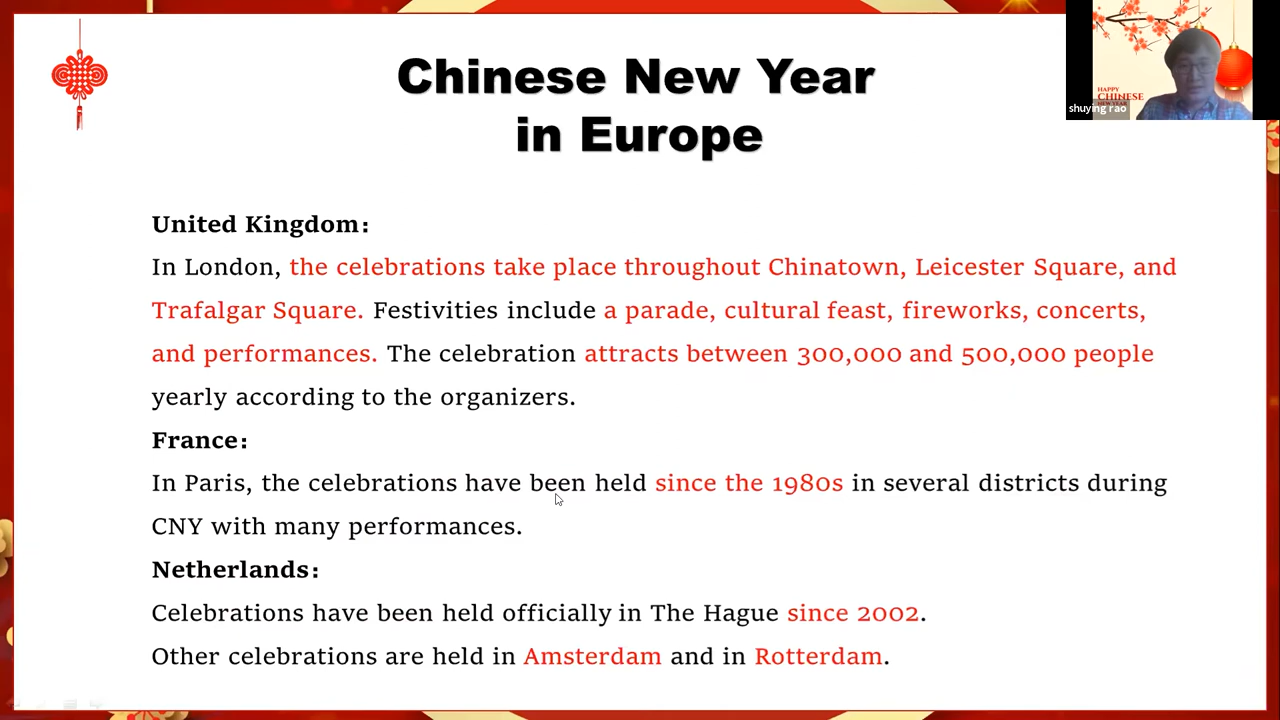 Chinese New Year
in Europe
HAPPY
CHINESE
NEW YEAR
shuying rao
United Kingdom:
In London, the celebrations take place throughout Chinatown, Leicester Square, and
Trafalgar Square. Festivities include a parade, cultural feast, fireworks, concerts,
and performances. The celebration attracts between 300,000 and 500,000 people
yearly according to the organizers.
France:
In Paris, the celebrations have been held since the 1980s in several districts during
CNY with many performances.
Netherlands:
Celebrations have been held officially in The Hague since 2002.
Other celebrations are held in Amsterdam and in Rotterdam.